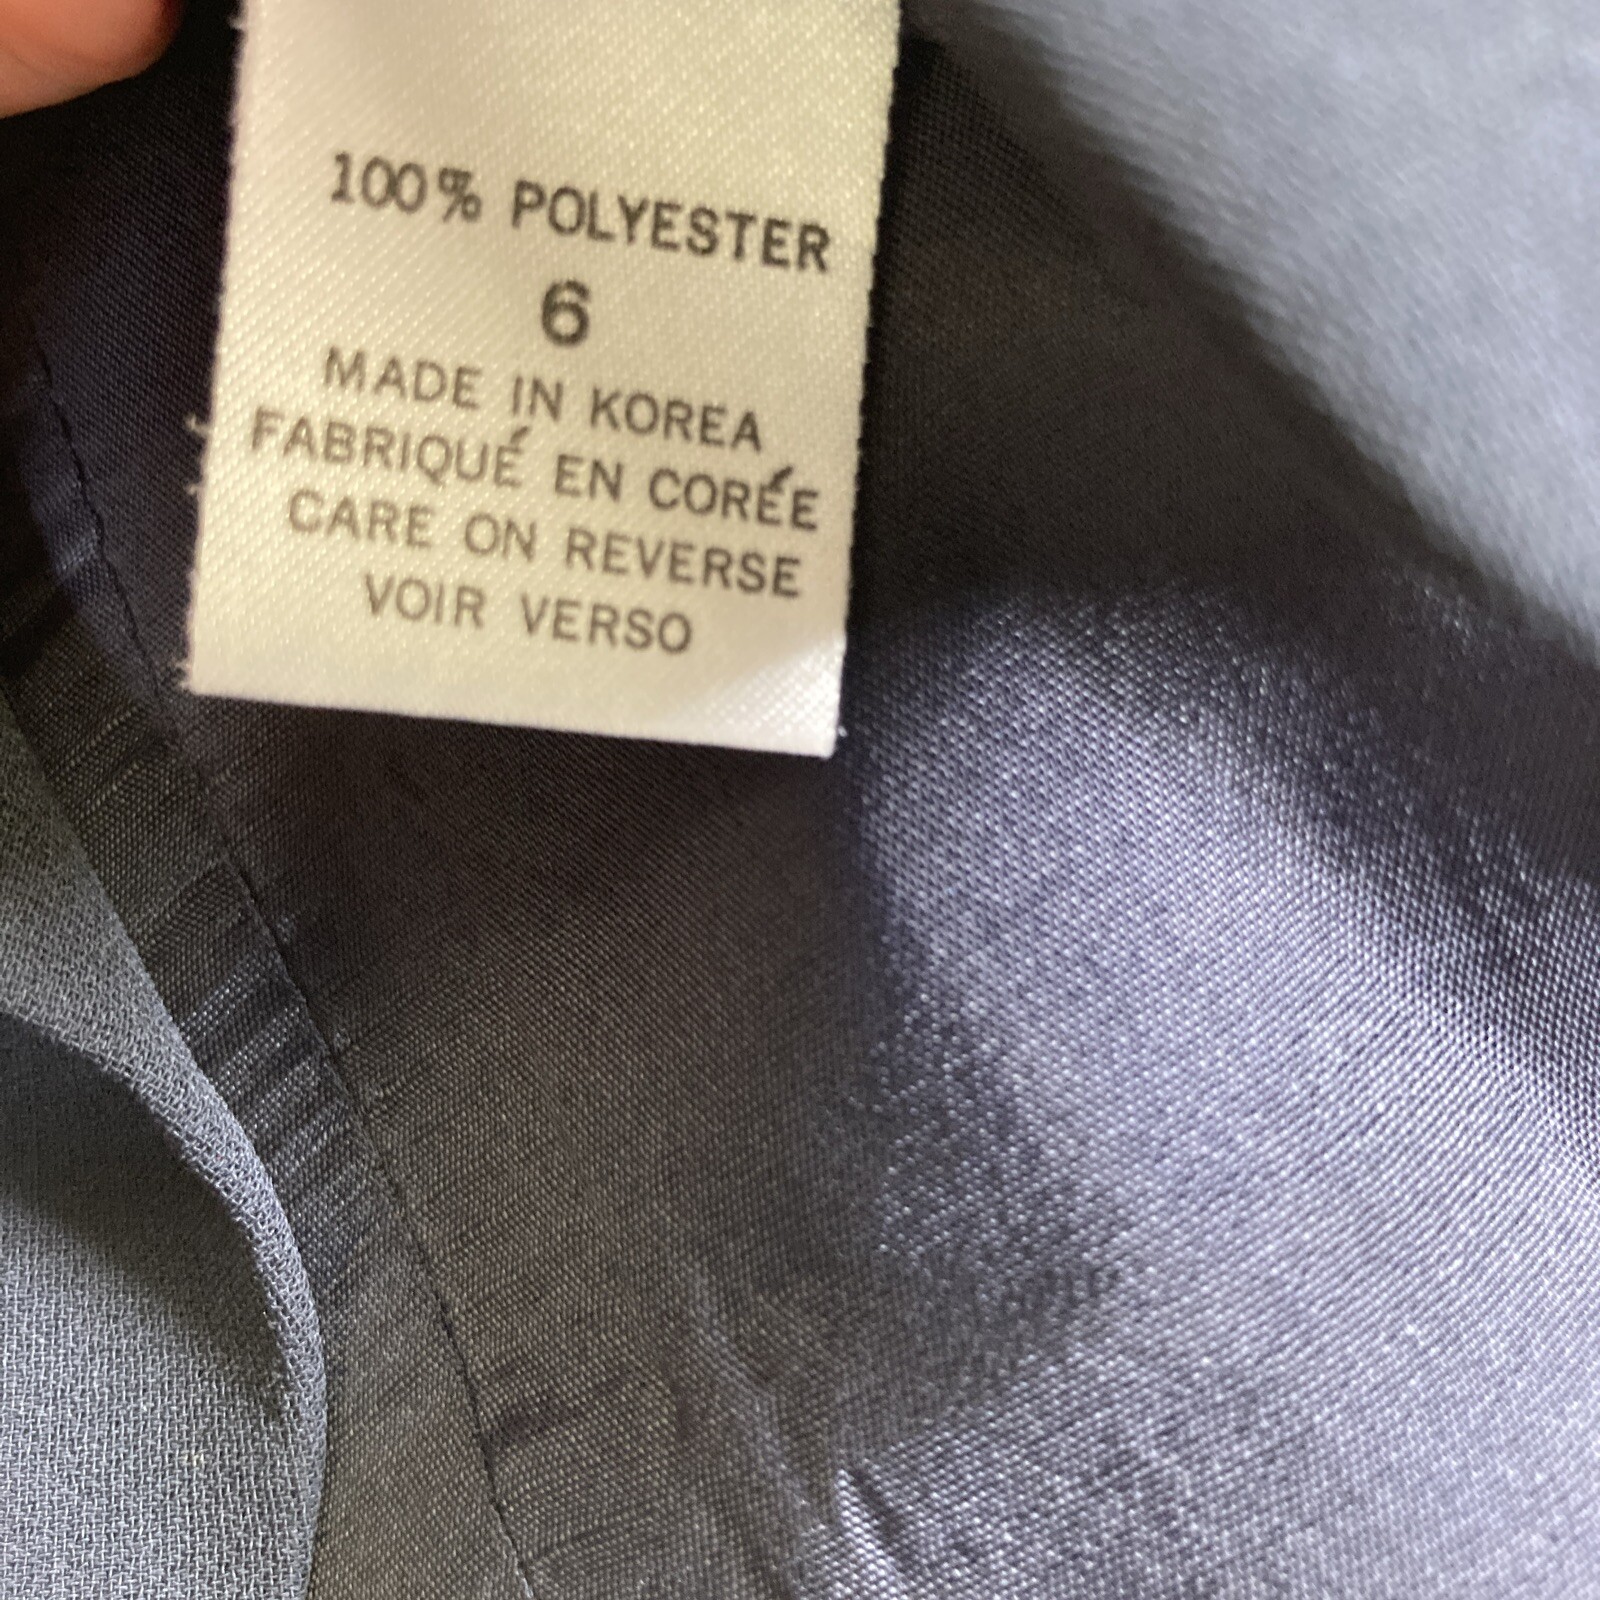 100% POLYESTER
6
MADE IN KOREA
FABRIQUÉ EN CORÉE
CARE ON REVERSE
VOIR VERSO